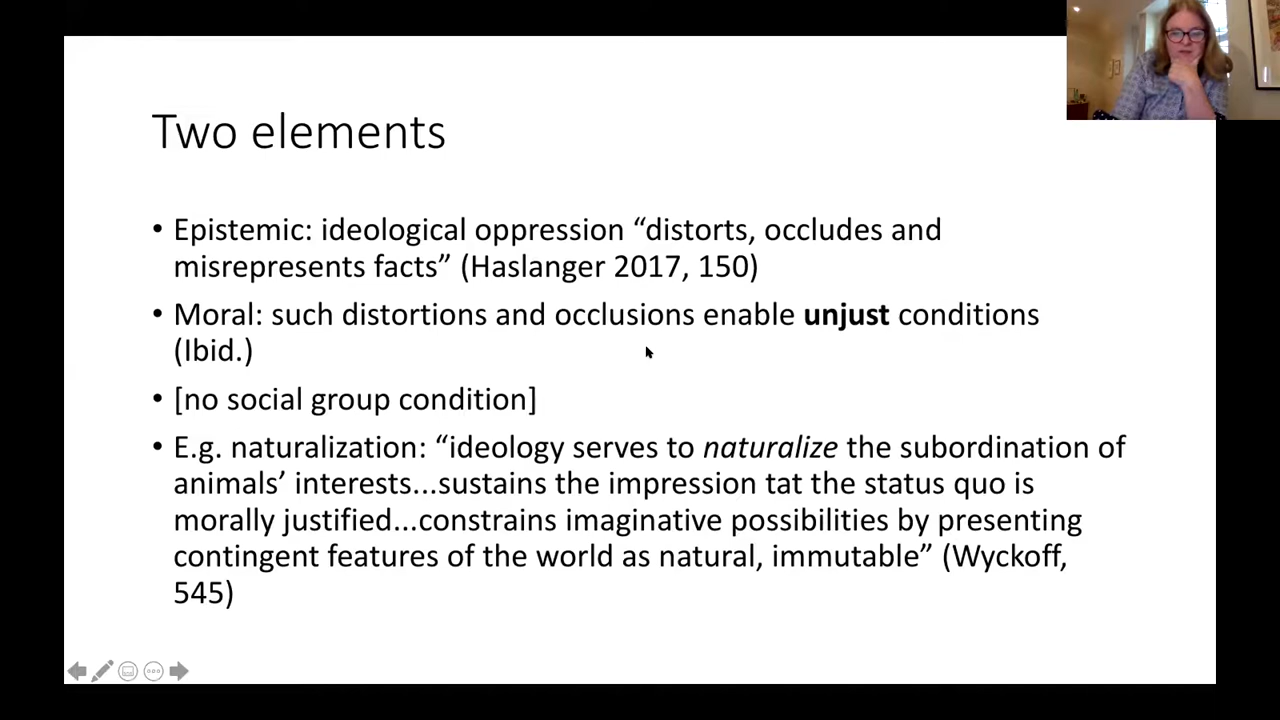 Two elements
• Epistemic: ideological oppression “distorts, occludes and
misrepresents facts” (Haslanger 2017, 150)
• Moral: such distortions and occlusions enable unjust conditions
(Ibid.)
• [no social group condition]
• E.g. naturalization: “ideology serves to naturalize the subordination of
animals’ interests...sustains the impression tat the status quo is
morally justified...constrains imaginative possibilities by presenting
contingent features of the world as natural, immutable” (Wyckoff,
545)